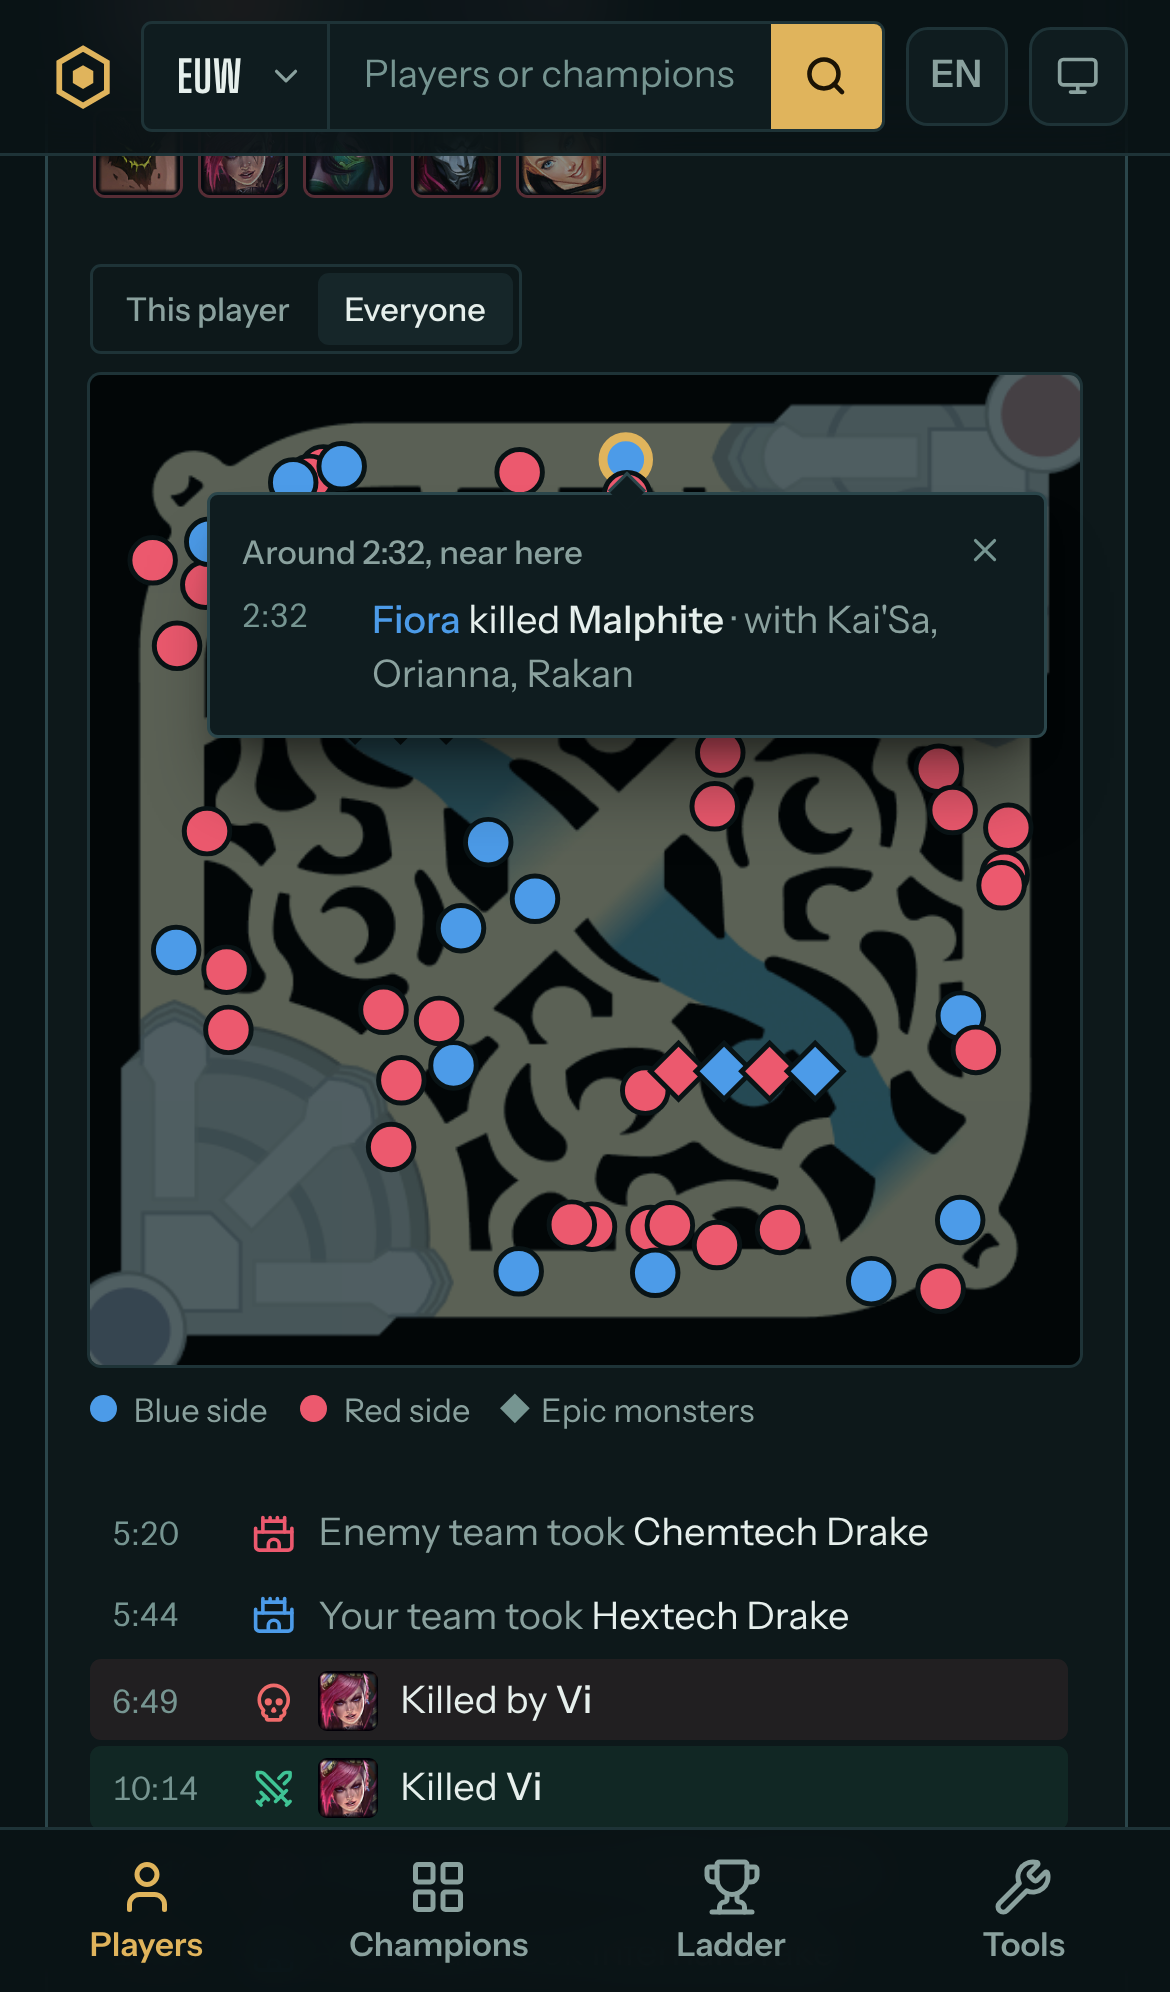 EUW
Players or champions
EN
This player
Everyone
Around 2:32, near here
2:32
Fiora killed Malphite · with Kai'Sa,
Orianna, Rakan
Blue side
Red side
Epic monsters
5:20
Enemy team took Chemtech Drake
5:44
Your team took Hextech Drake
6:49
Killed by Vi
10:14
Killed Vi
Players
Champions
Ladder
Tools